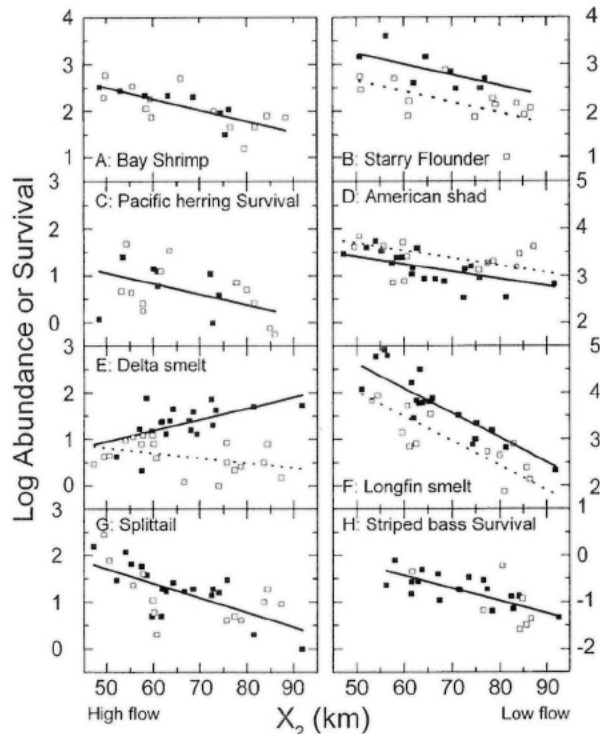 Log Abundance or Survival
3
2
1
A: Bay Shrimp
4
3
2
1
B: Starry Flounder
3
1
0
C: Pacific herring Survival
5
4
3
2
D: American shad
3
2
1
0
E: Delta smelt
5
4
3
2
1
F: Longfin smelt
3
2
1
0
G: Splittail
0
-1
-2
H: Striped bass Survival
50 60 70 80 90
50 60 70 80 90
High flow
X2 (km)
Low flow